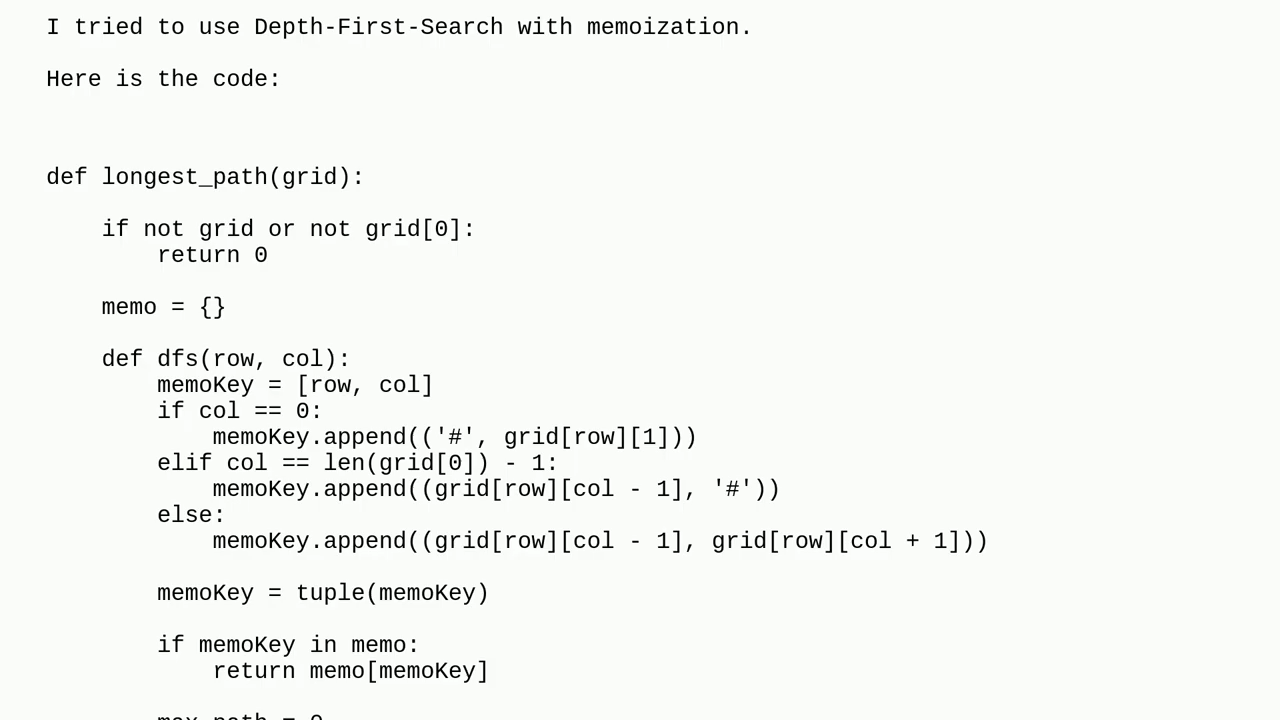 I tried to use Depth-First-Search with memoization.
Here is the code:
def longest_path(grid):
    if not grid or not grid[0]:
        return 0
    memo = {}
    def dfs(row, col):
        memoKey = [row, col]
        if col == 0:
            memoKey.append(('#', grid[row][1]))
        elif col == len(grid[0]) - 1:
            memoKey.append((grid[row][col - 1], '#'))
        else:
            memoKey.append((grid[row][col - 1], grid[row][col + 1]))
        memoKey = tuple(memoKey)
        if memoKey in memo:
            return memo[memoKey]
        max_path = 0